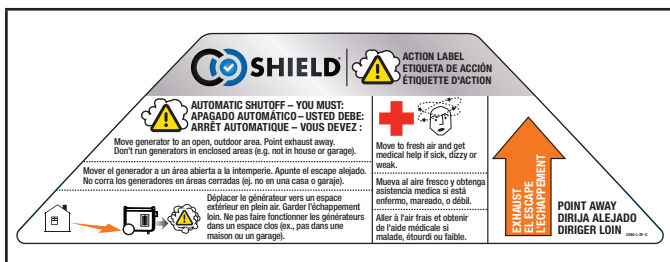 CO SHIELD®
ACTION LABEL
ETIQUETA DE ACCIÓN
ÉTIQUETTE D'ACTION
AUTOMATIC SHUTOFF – YOU MUST:
APAGADO AUTOMÁTICO – USTED DEBE:
ARRÊT AUTOMATIQUE – VOUS DEVEZ :
Move generator to an open, outdoor area. Point exhaust away.
Don't run generators in enclosed areas (e.g. not in house or garage).
Mover el generador a un área abierta a la intemperie. Apunte el escape alejado.
No corra los generadores en áreas cerradas (ej. no en una casa o garaje).
Déplacer le générateur vers un espace
extérieur en plein air. Garder l'échappement
loin. Ne pas faire fonctionner les générateurs
dans un espace clos (ex., pas dans une
maison ou un garage).
Move to fresh air and get
medical help if sick, dizzy or
weak.
Mueva al aire fresco y obtenga
asistencia medica si está
enfermo, mareado, o débil.
Aller à l'air frais et obtenir
de l'aide médicale si
malade, étourdi ou faible.
EXHAUST
EL ESCAPE
L'ECHAPPEMENT
POINT AWAY
DIRIJA ALEJADO
DIRIGER LOIN